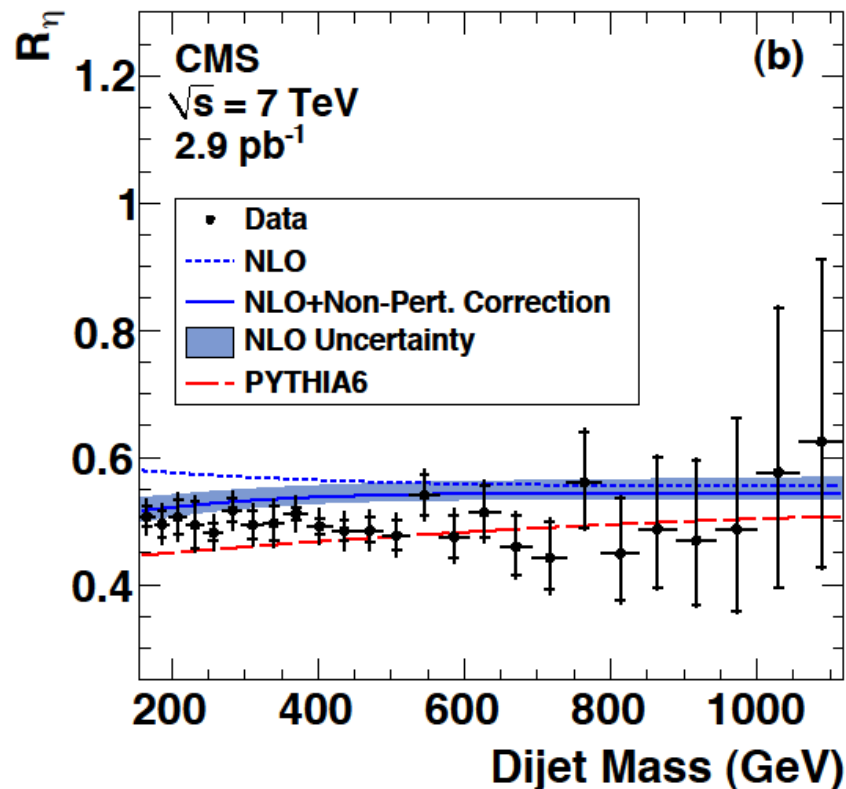 R_η
1.2
1
0.8
0.6
0.4
CMS
√s = 7 TeV
2.9 pb⁻¹
(b)
Data
NLO
NLO+Non-Pert. Correction
NLO Uncertainty
PYTHIA6
200 400 600 800 1000
Dijet Mass (GeV)